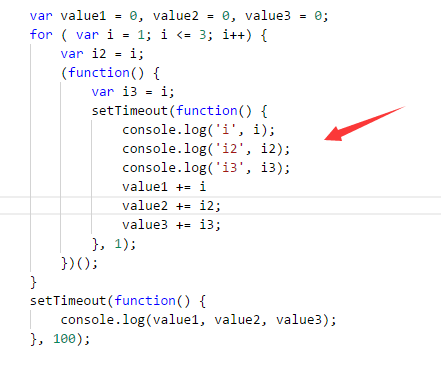 var value1 = 0, value2 = 0, value3 = 0;
for ( var i = 1; i <= 3; i++) {
    var i2 = i;
    (function() {
        var i3 = i;
        setTimeout(function() {
            console.log('i', i);
            console.log('i2', i2);
            console.log('i3', i3);
            value1 += i
            value2 += i2;
            value3 += i3;
        }, 1);
    })();
}
setTimeout(function() {
    console.log(value1, value2, value3);
}, 100);